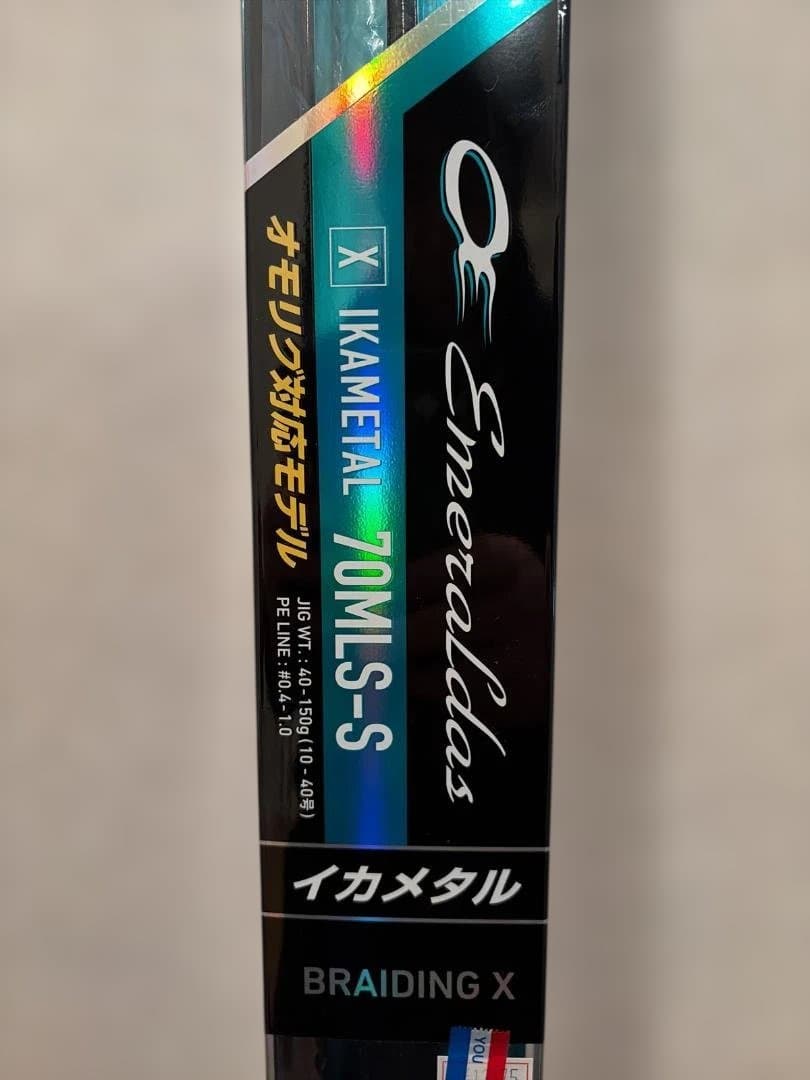 Emeraldas
X IKAMETAL 70MLS-S
オモリグ対応モデル
JIG WT. : 40-150g (10 - 40号)
PE LINE : #0.4-1.0
イカメタル
BRAIDING X
YOU